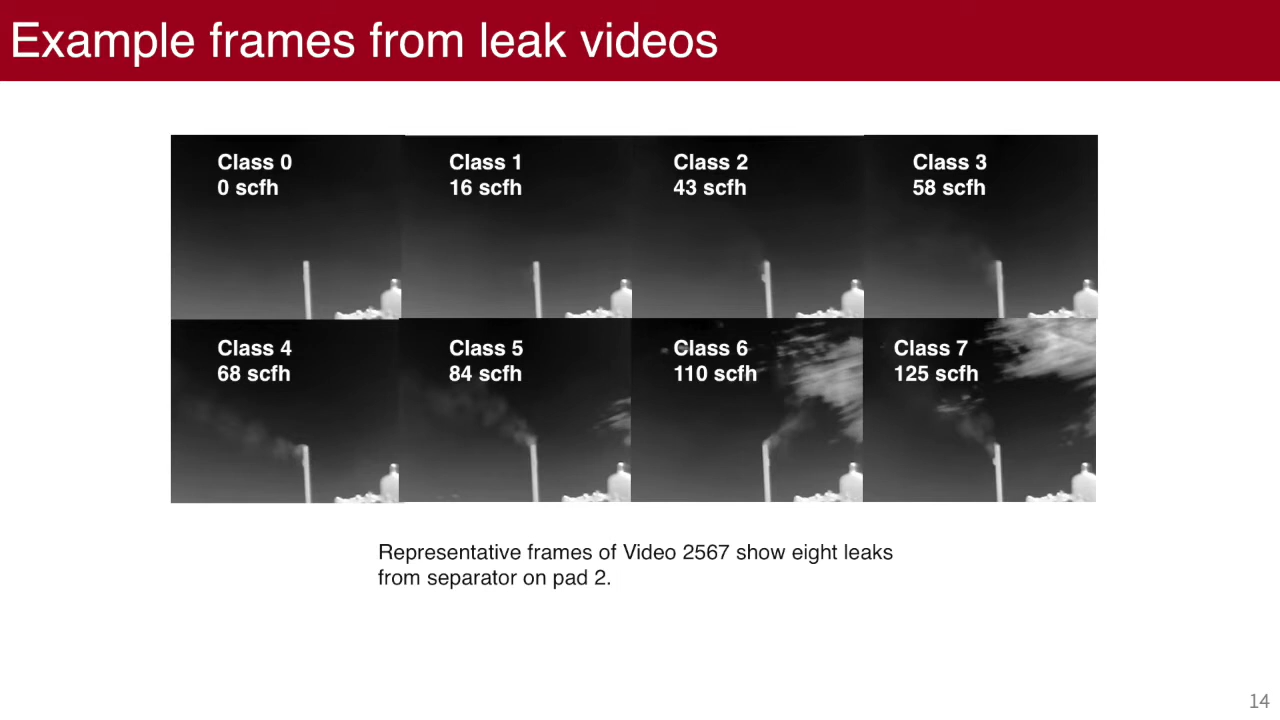 Example frames from leak videos
Class 0
0 scfh
Class 1
16 scfh
Class 2
43 scfh
Class 3
58 scfh
Class 4
68 scfh
Class 5
84 scfh
Class 6
110 scfh
Class 7
125 scfh
Representative frames of Video 2567 show eight leaks
from separator on pad 2.
14